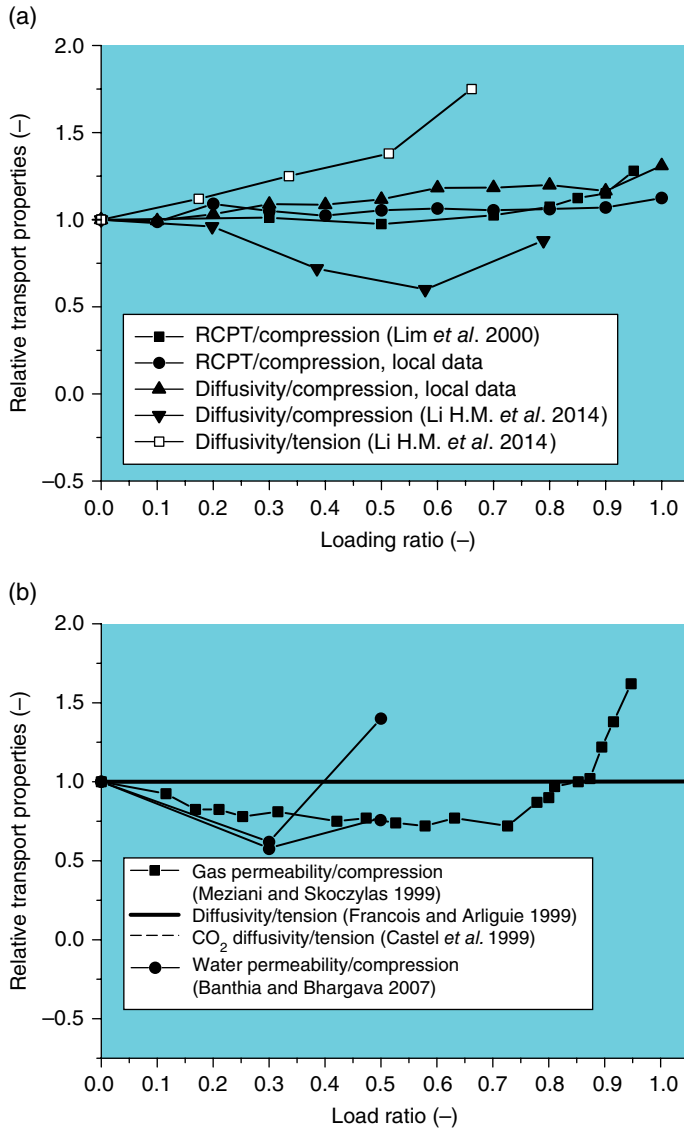 (a)
Relative transport properties (–)
2.0
1.5
1.0
0.5
0.0
–0.5
RCPT/compression (Lim et al. 2000)
RCPT/compression, local data
Diffusivity/compression, local data
Diffusivity/compression (Li H.M. et al. 2014)
Diffusivity/tension (Li H.M. et al. 2014)
0.0 0.1 0.2 0.3 0.4 0.5 0.6 0.7 0.8 0.9 1.0
Loading ratio (–)
(b)
Relative transport properties (–)
2.0
1.5
1.0
0.5
0.0
–0.5
Gas permeability/compression
(Meziani and Skoczylas 1999)
Diffusivity/tension (Francois and Arliguie 1999)
CO2 diffusivity/tension (Castel et al. 1999)
Water permeability/compression
(Banthia and Bhargava 2007)
0.0 0.1 0.2 0.3 0.4 0.5 0.6 0.7 0.8 0.9 1.0
Load ratio (–)